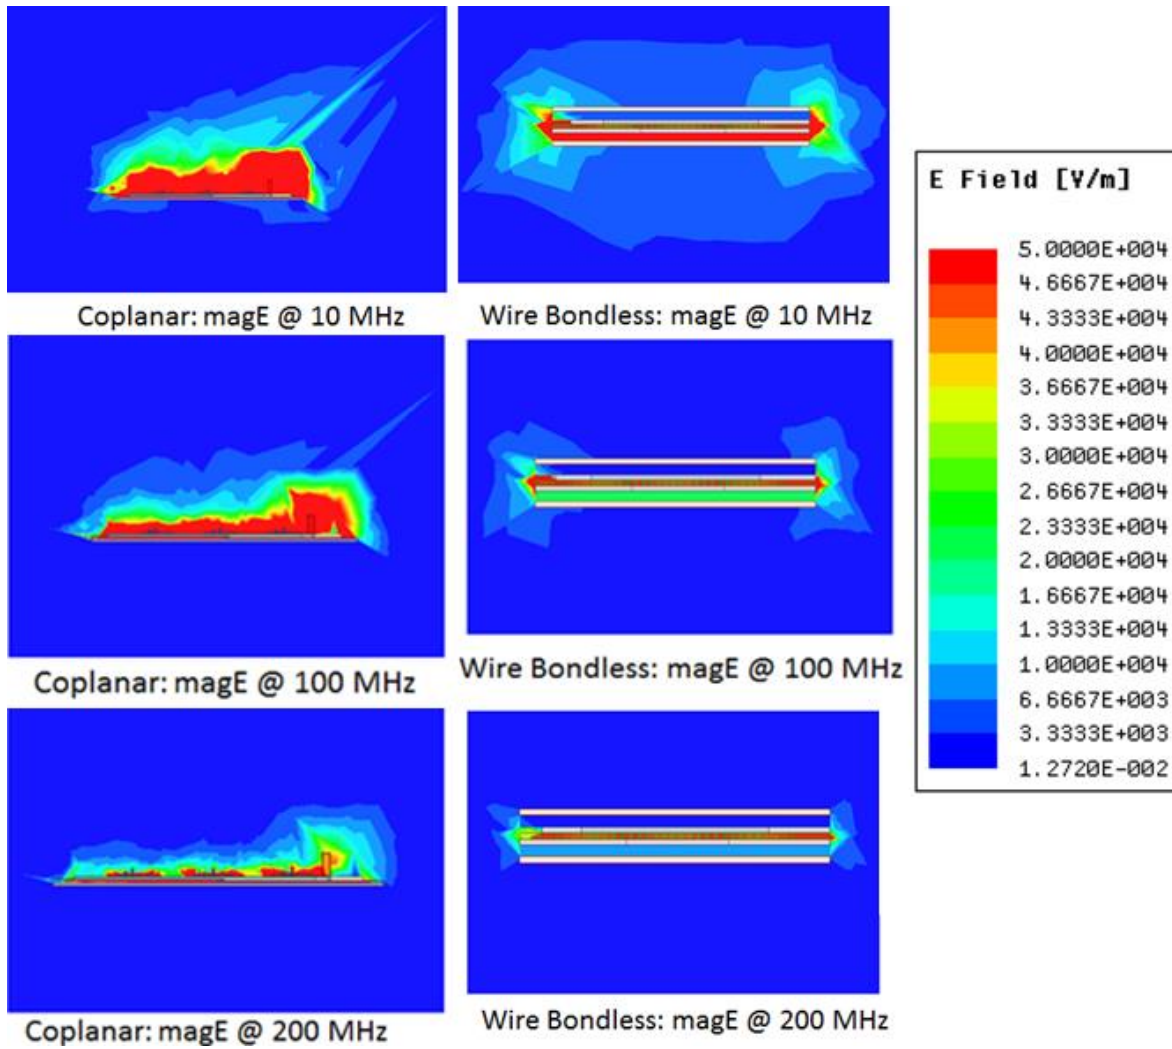 Coplanar: magE @ 10 MHz
Wire Bondless: magE @ 10 MHz
Coplanar: magE @ 100 MHz
Wire Bondless: magE @ 100 MHz
Coplanar: magE @ 200 MHz
Wire Bondless: magE @ 200 MHz
E Field [V/m]
5.0000E+004
4.6667E+004
4.3333E+004
4.0000E+004
3.6667E+004
3.3333E+004
3.0000E+004
2.6667E+004
2.3333E+004
2.0000E+004
1.6667E+004
1.3333E+004
1.0000E+004
6.6667E+003
3.3333E+003
1.2720E-002